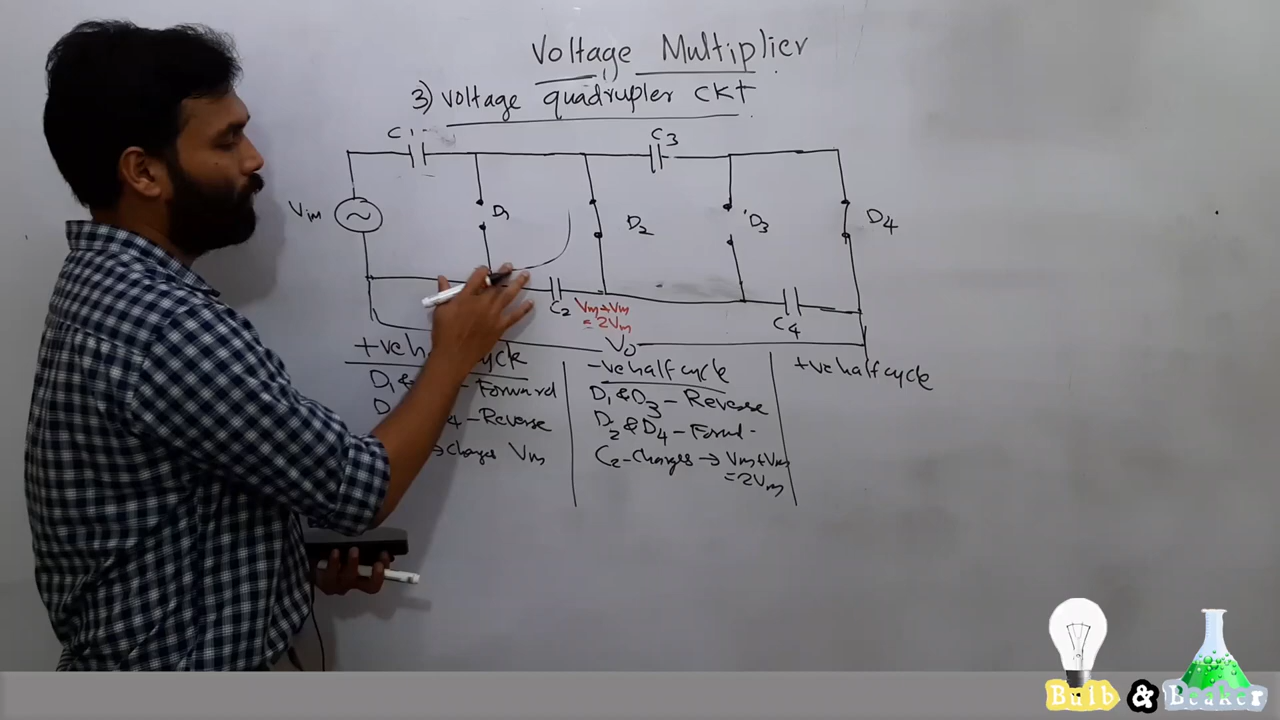 Voltage Multiplier
3) Voltage quadrupler CKT
C1
C3
Vin
D1
D2
D3
D4
C2
Vm+Vm
=2Vm
C4
Vo
+ve half cycle
D1 & - Forward
D 4 - Reverse
→ charges Vm
-ve half cycle
D1 & D3 - Reverse
D2 & D4 - Forwd.
C2 - Charges → Vm+Vm
=2Vm
+ve half cycle
Bulb & Beaker